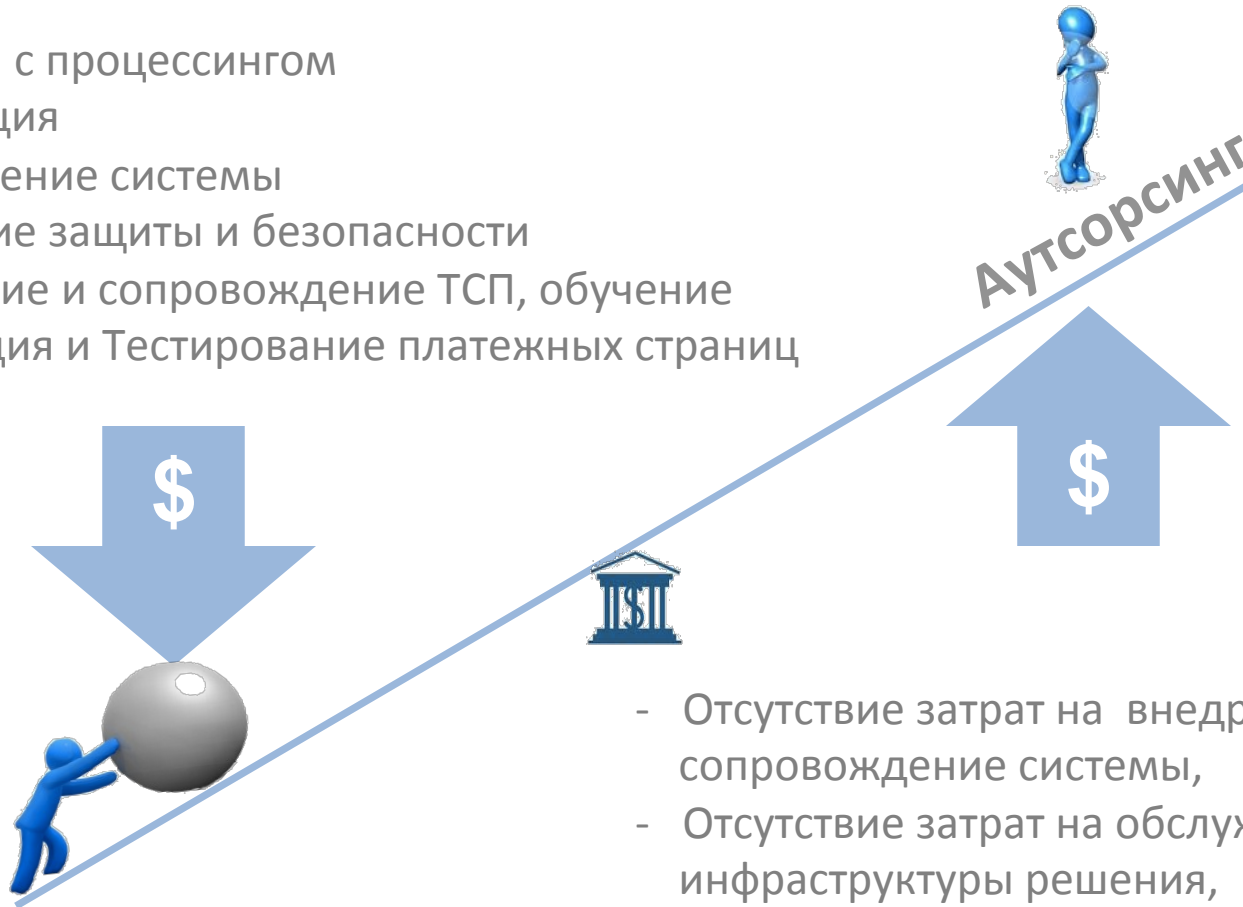 с процессингом
ция
ение системы
ие защиты и безопасности
ие и сопровождение ТСП, обучение
ция и Тестирование платежных страниц
Аутсорсинг
$
$
$
- Отсутствие затрат на внедр
сопровождение системы,
- Отсутствие затрат на обслуж
инфраструктуры решения,